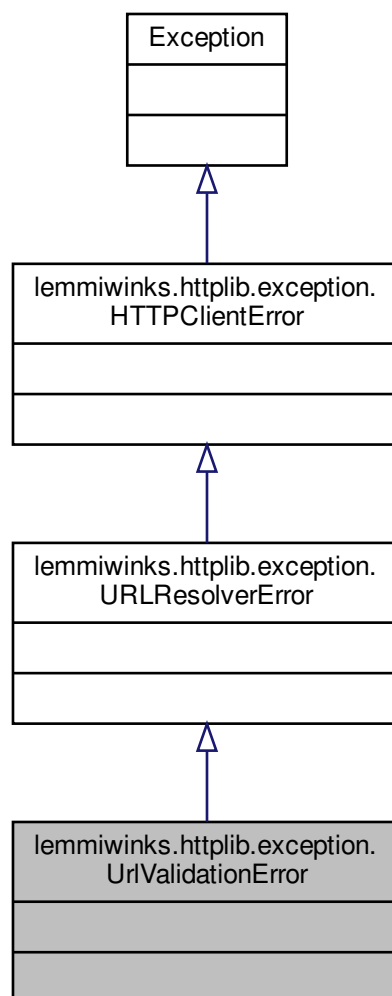 Exception
lemmiwinks.httplib.exception.
HTTPClientError
lemmiwinks.httplib.exception.
URLResolverError
lemmiwinks.httplib.exception.
UrlValidationError